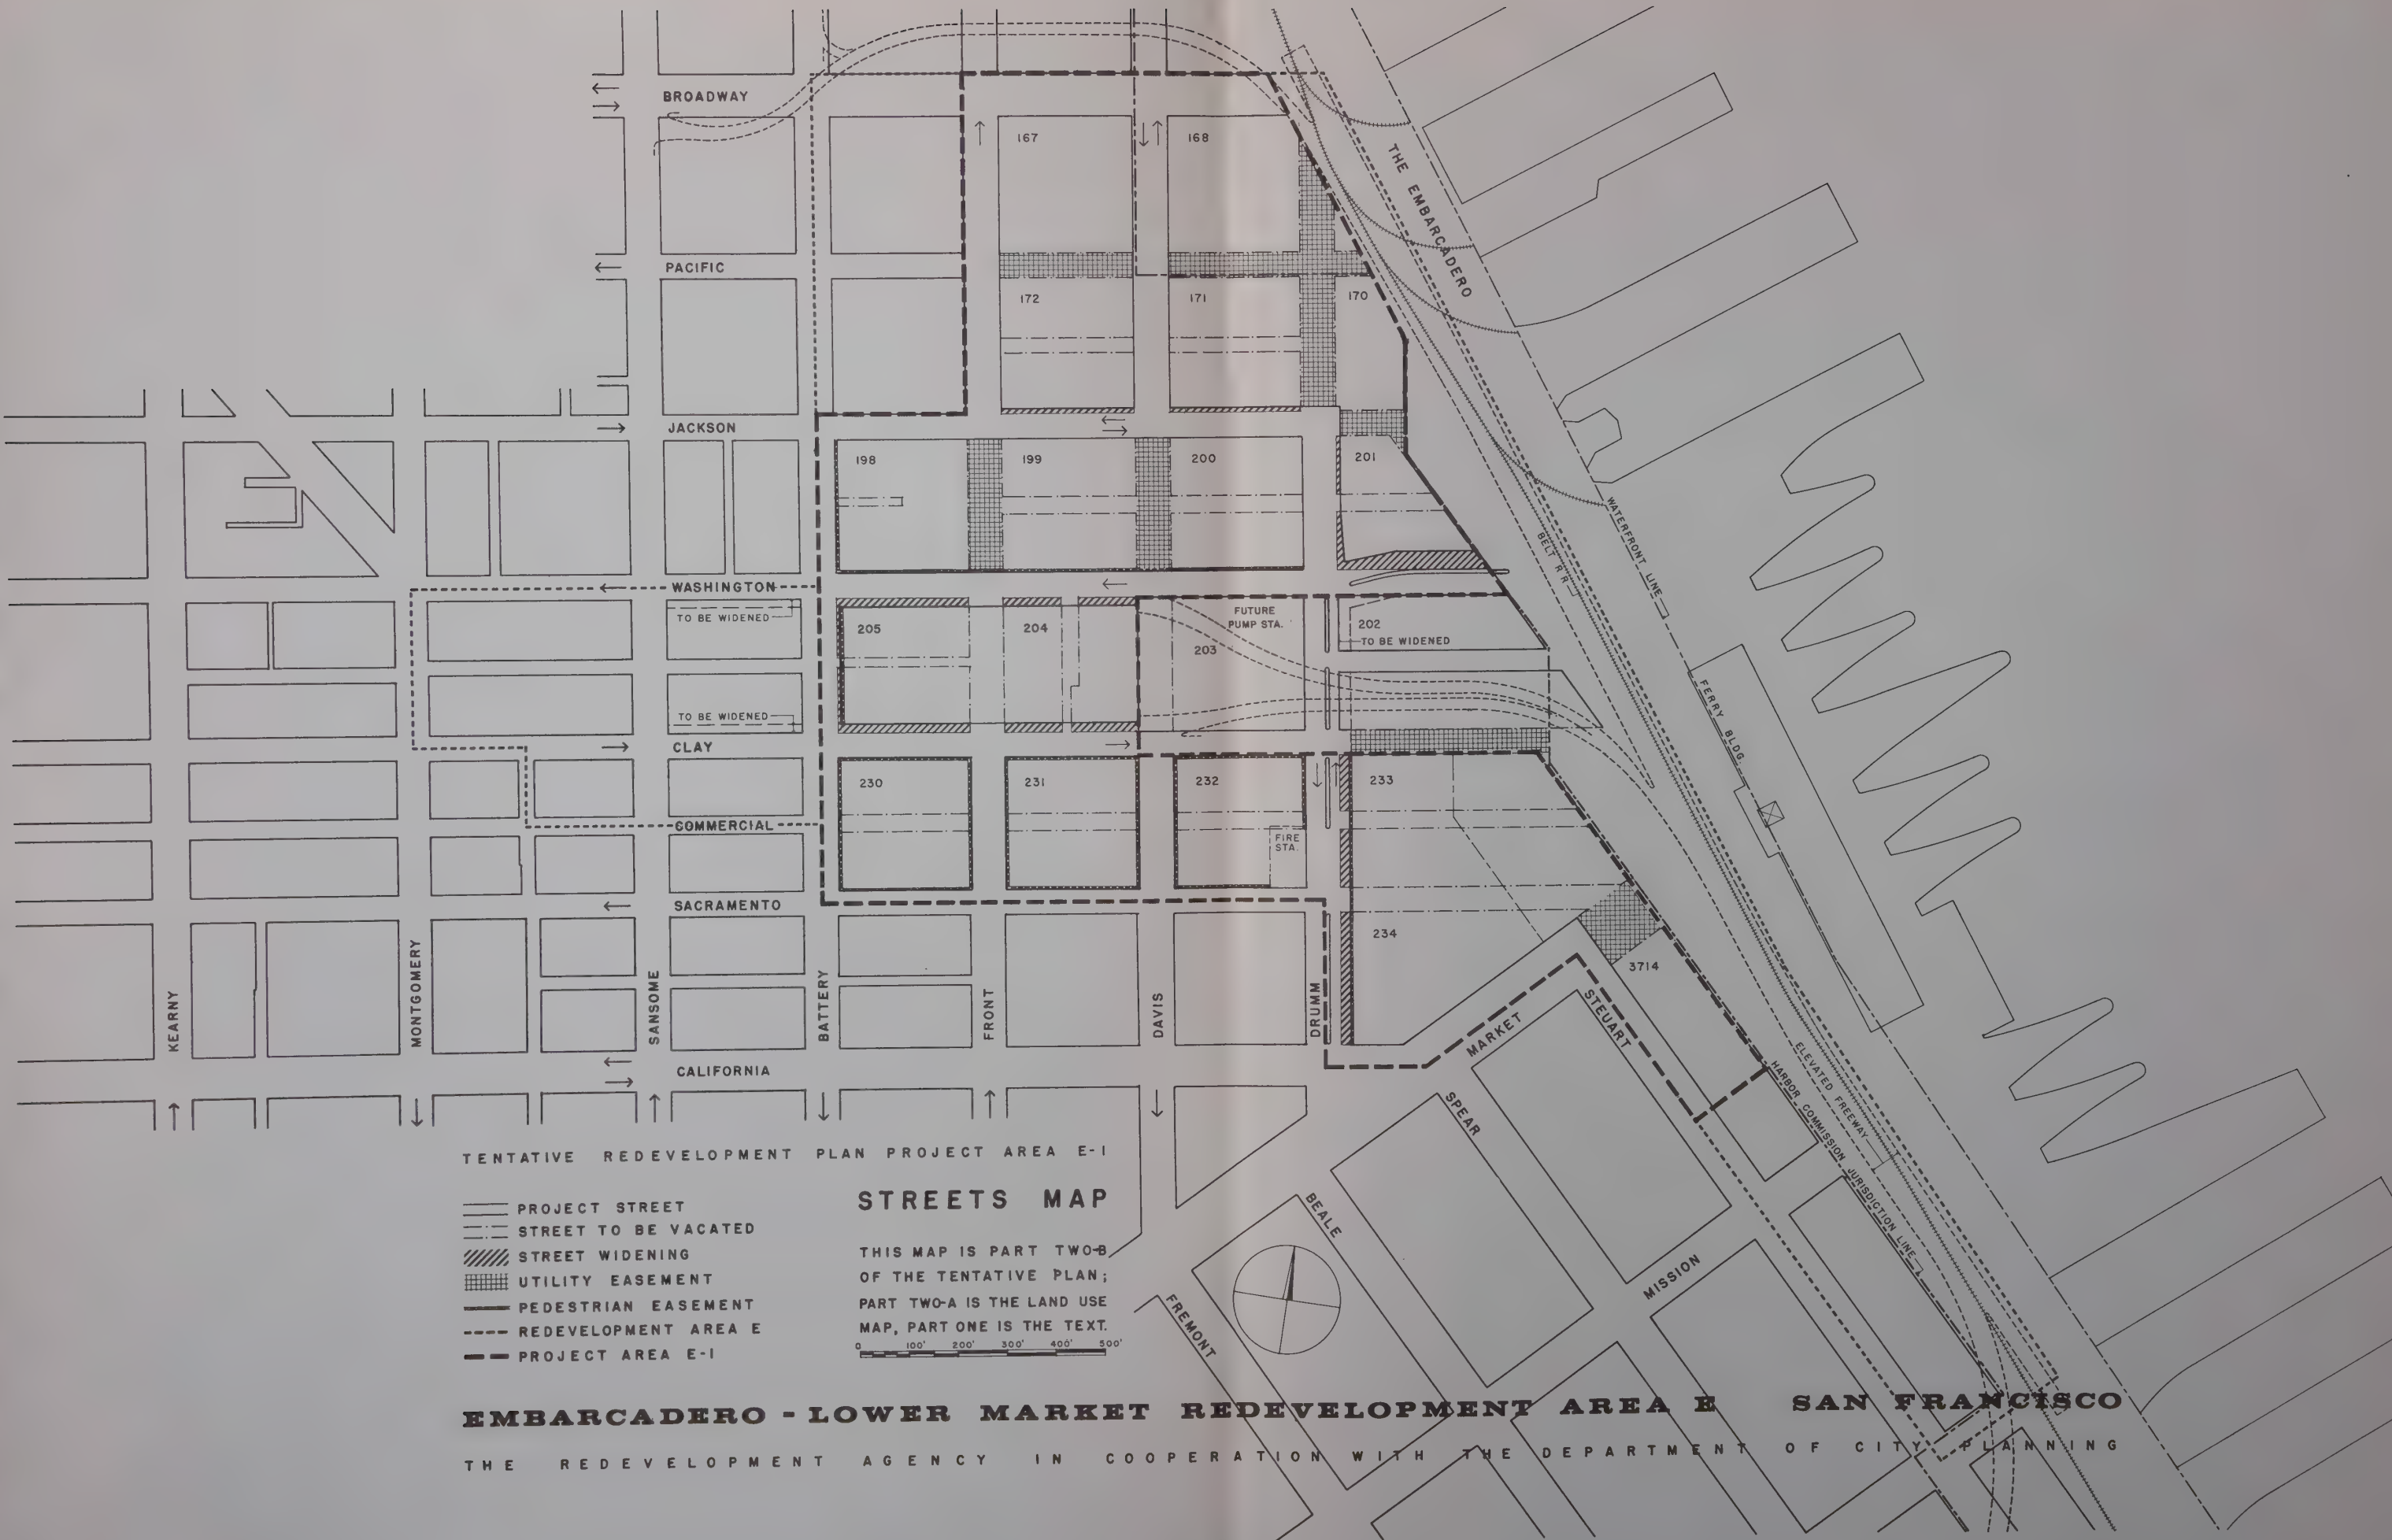 BROADWAY
167
168
THE EMBARCADERO
PACIFIC
172
171
170
JACKSON
198
199
200
201
WATERFRONT LINE
BELT R R
WASHINGTON
TO BE WIDENED
205
204
FUTURE
PUMP STA.
203
202
TO BE WIDENED
FERRY BLDG.
TO BE WIDENED
CLAY
230
231
232
233
COMMERCIAL
FIRE
STA.
SACRAMENTO
234
3714
KEARNY
MONTGOMERY
SANSOME
BATTERY
FRONT
DAVIS
DRUMM
MARKET
STEUART
CALIFORNIA
SPEAR
HARBOR COMMISSION JURISDICTION LINE
ELEVATED FREEWAY
BEALE
MISSION
FREMONT
TENTATIVE REDEVELOPMENT PLAN PROJECT AREA E-1
PROJECT STREET
STREET TO BE VACATED
STREET WIDENING
UTILITY EASEMENT
PEDESTRIAN EASEMENT
REDEVELOPMENT AREA E
PROJECT AREA E-1
STREETS MAP
THIS MAP IS PART TWO-B
OF THE TENTATIVE PLAN;
PART TWO-A IS THE LAND USE
MAP, PART ONE IS THE TEXT.
0 100' 200' 300' 400' 500'
EMBARCADERO - LOWER MARKET REDEVELOPMENT AREA E SAN FRANCISCO
THE REDEVELOPMENT AGENCY IN COOPERATION WITH THE DEPARTMENT OF CITY PLANNING